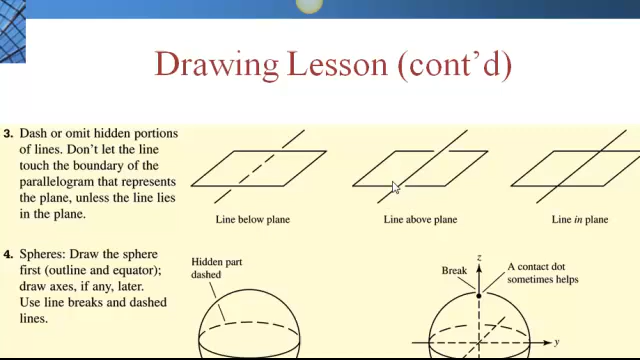 Drawing Lesson (cont'd)
3. Dash or omit hidden portions
of lines. Don't let the line
touch the boundary of the
parallelogram that represents
the plane, unless the line lies
in the plane.
Line below plane
Line above plane
Line in plane
4. Spheres: Draw the sphere
first (outline and equator);
draw axes, if any, later.
Use line breaks and dashed
lines.
Hidden part
dashed
z
Break
A contact dot
sometimes helps
y